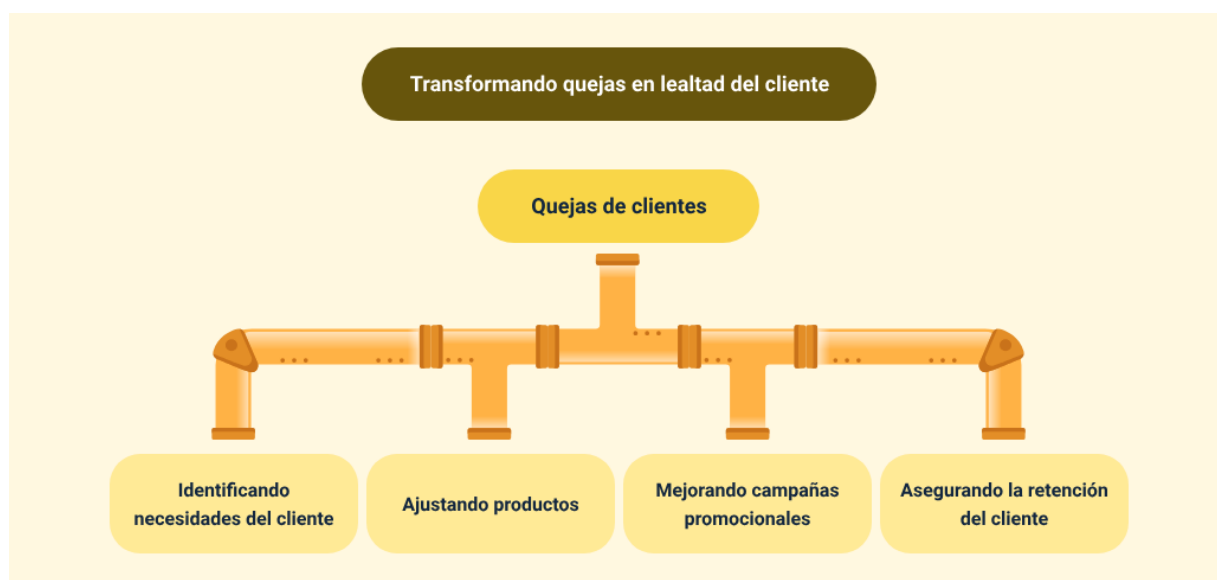 Transformando quejas en lealtad del cliente
Quejas de clientes
Identificando
necesidades del cliente
Ajustando productos
Mejorando campañas
promocionales
Asegurando la retención
del cliente